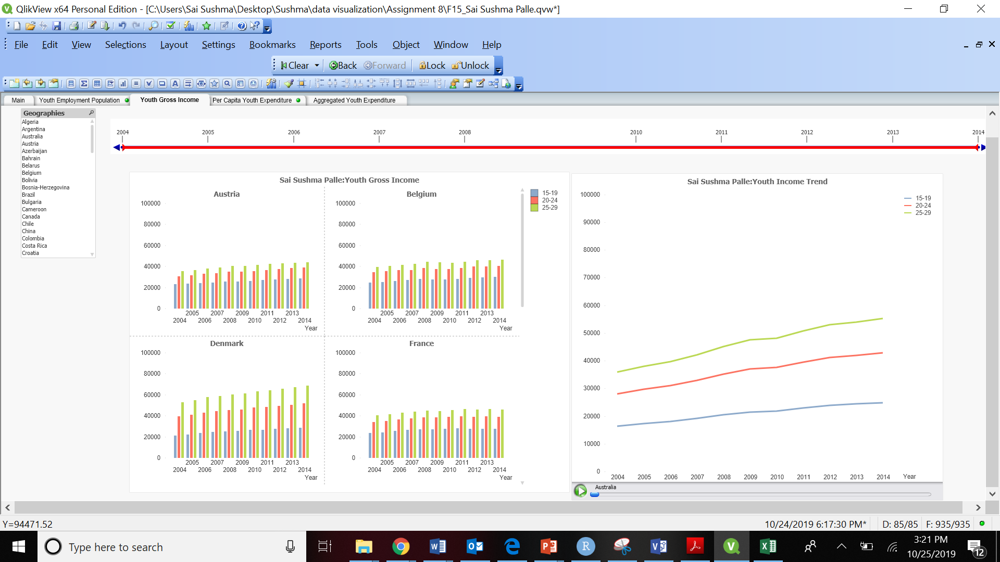 QlikView x64 Personal Edition - [C:\Users\Sai Sushma\Desktop\Sushma\data visualization\Assignment 8\F15_Sai Sushma Palle.qvw*]
File Edit View Selections Layout Settings Bookmarks Reports Tools Object Window Help
Clear Back Forward Lock Unlock
Main Youth Employment Population Youth Gross Income Per Capita Youth Expenditure Aggregated Youth Expenditure
Geographies
Algeria
Argentina
Australia
Austria
Azerbaijan
Bahrain
Belarus
Belgium
Bolivia
Bosnia-Herzegovina
Brazil
Bulgaria
Cameroon
Canada
Chile
China
Colombia
Costa Rica
Croatia
2004 2005 2006 2007 2008 2010 2011 2012 2013 2014
Sai Sushma Palle:Youth Gross Income
15-19
20-24
25-29
Austria
100000
80000
60000
40000
20000
0
2005 2007 2009 2011 2013
2004 2006 2008 2010 2012 2014
Year
Belgium
100000
80000
60000
40000
20000
0
2005 2007 2009 2011 2013
2004 2006 2008 2010 2012 2014
Year
Denmark
100000
80000
60000
40000
20000
0
2005 2007 2009 2011 2013
2004 2006 2008 2010 2012 2014
Year
France
100000
80000
60000
40000
20000
0
2005 2007 2009 2011 2013
2004 2006 2008 2010 2012 2014
Year
Sai Sushma Palle:Youth Income Trend
15-19
20-24
25-29
100000
90000
80000
70000
60000
50000
40000
30000
20000
10000
0
2004 2005 2006 2007 2008 2009 2010 2011 2012 2013 2014 Year
Australia
Y=94471.52 10/24/2019 6:17:30 PM* D: 85/85 F: 935/935
Type here to search
3:21 PM
10/25/2019
12